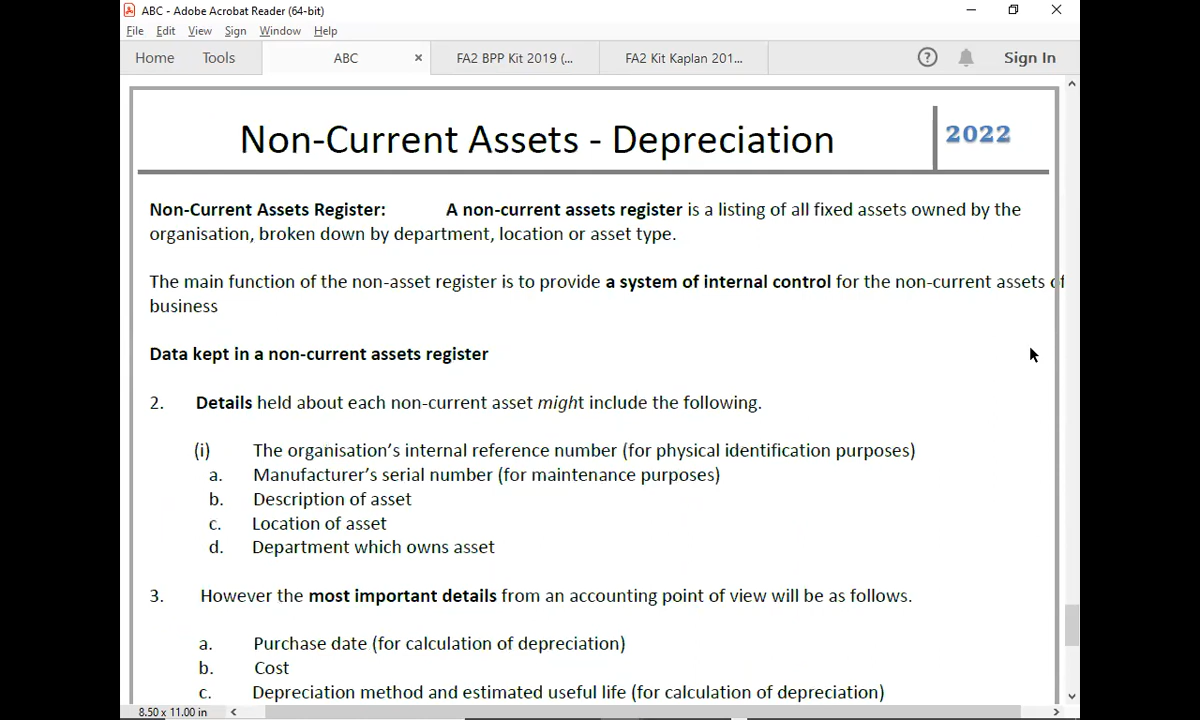 ABC - Adobe Acrobat Reader (64-bit)
File Edit View Sign Window Help
Home Tools ABC × FA2 BPP Kit 2019 (... FA2 Kit Kaplan 201... ? Sign In
Non-Current Assets - Depreciation 2022
Non-Current Assets Register: A non-current assets register is a listing of all fixed assets owned by the
organisation, broken down by department, location or asset type.
The main function of the non-asset register is to provide a system of internal control for the non-current assets of
business
Data kept in a non-current assets register
2. Details held about each non-current asset might include the following.
(i) The organisation's internal reference number (for physical identification purposes)
a. Manufacturer's serial number (for maintenance purposes)
b. Description of asset
c. Location of asset
d. Department which owns asset
3. However the most important details from an accounting point of view will be as follows.
a. Purchase date (for calculation of depreciation)
b. Cost
c. Depreciation method and estimated useful life (for calculation of depreciation)
8.50 x 11.00 in